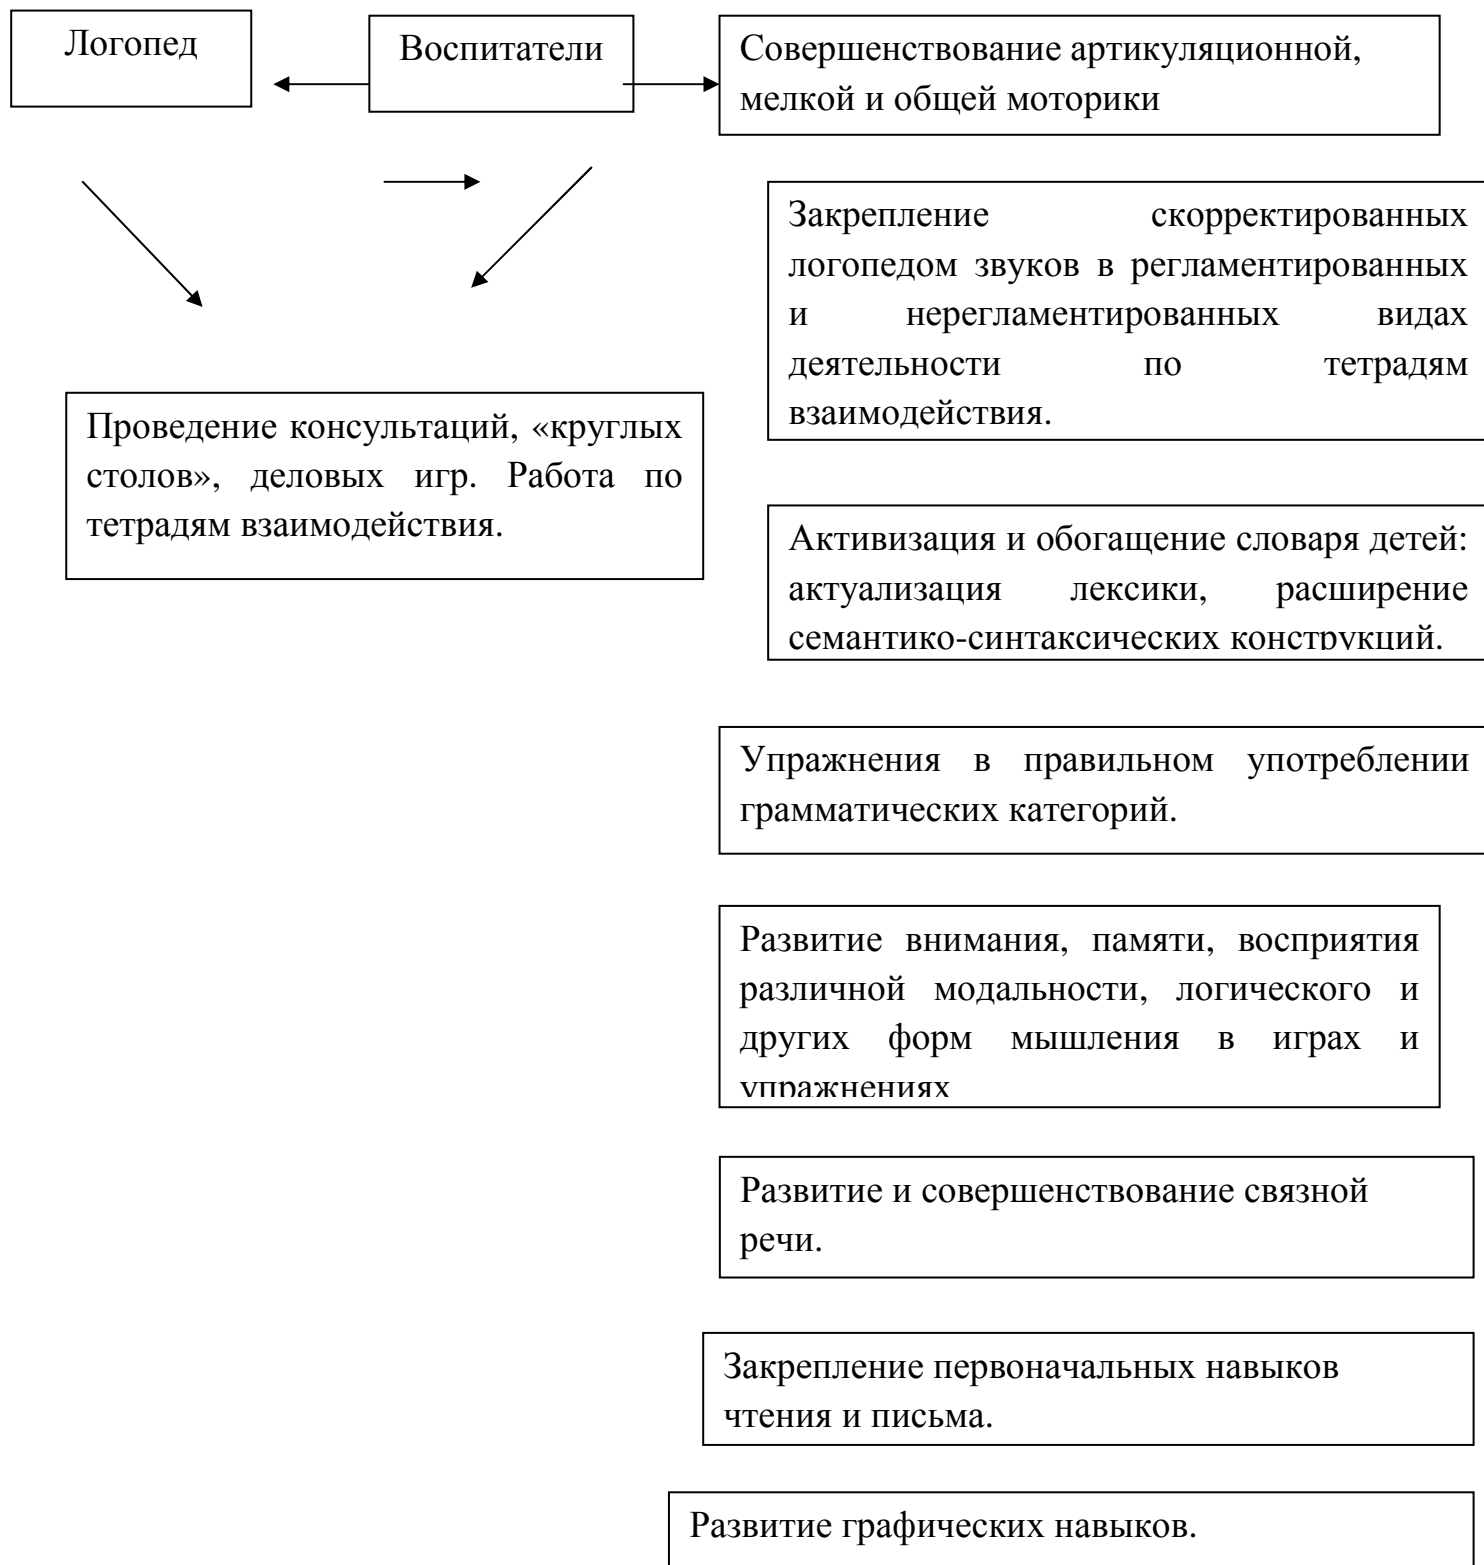 Логопед
Воспитатели
Совершенствование артикуляционной,
мелкой и общей моторики
Закрепление скорректированных
логопедом звуков в регламентированных
и нерегламентированных видах
деятельности по тетрадям
взаимодействия.
Проведение консультаций, «круглых
столов», деловых игр. Работа по
тетрадям взаимодействия.
Активизация и обогащение словаря детей:
актуализация лексики, расширение
семантико-синтаксических конструкций.
Упражнения в правильном употреблении
грамматических категорий.
Развитие внимания, памяти, восприятия
различной модальности, логического и
других форм мышления в играх и
упражнениях
Развитие и совершенствование связной
речи.
Закрепление первоначальных навыков
чтения и письма.
Развитие графических навыков.